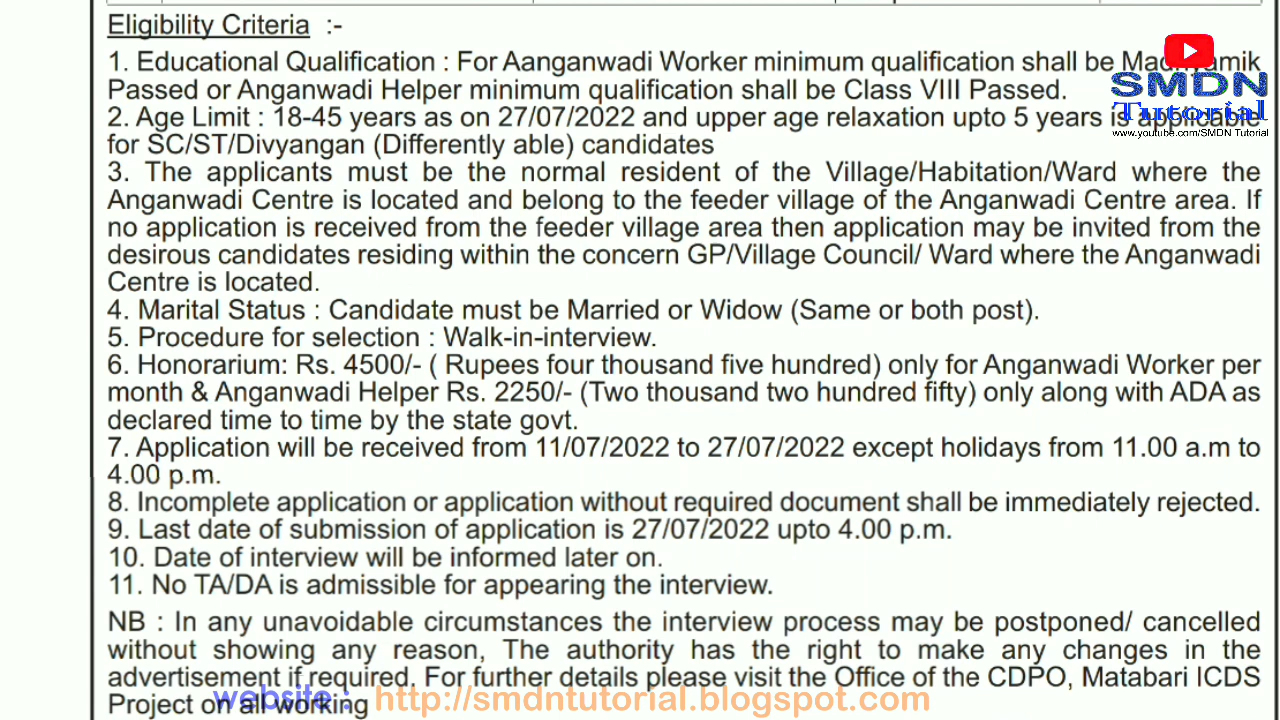 Eligibility Criteria :-
1. Educational Qualification : For Aanganwadi Worker minimum qualification shall be Madhyamik
Passed or Anganwadi Helper minimum qualification shall be Class VIII Passed.
2. Age Limit : 18-45 years as on 27/07/2022 and upper age relaxation upto 5 years is applicable
for SC/ST/Divyangan (Differently able) candidates
3. The applicants must be the normal resident of the Village/Habitation/Ward where the
Anganwadi Centre is located and belong to the feeder village of the Anganwadi Centre area. If
no application is received from the feeder village area then application may be invited from the
desirous candidates residing within the concern GP/Village Council/ Ward where the Anganwadi
Centre is located.
4. Marital Status : Candidate must be Married or Widow (Same or both post).
5. Procedure for selection : Walk-in-interview.
6. Honorarium: Rs. 4500/- ( Rupees four thousand five hundred) only for Anganwadi Worker per
month & Anganwadi Helper Rs. 2250/- (Two thousand two hundred fifty) only along with ADA as
declared time to time by the state govt.
7. Application will be received from 11/07/2022 to 27/07/2022 except holidays from 11.00 a.m to
4.00 p.m.
8. Incomplete application or application without required document shall be immediately rejected.
9. Last date of submission of application is 27/07/2022 upto 4.00 p.m.
10. Date of interview will be informed later on.
11. No TA/DA is admissible for appearing the interview.
NB : In any unavoidable circumstances the interview process may be postponed/ cancelled
without showing any reason, The authority has the right to make any changes in the
advertisement if required. For further details please visit the Office of the CDPO, Matabari ICDS
Project on all working
SMDN
Tutorial
www.youtube.com/SMDN Tutorial
website : http://smdntutorial.blogspot.com